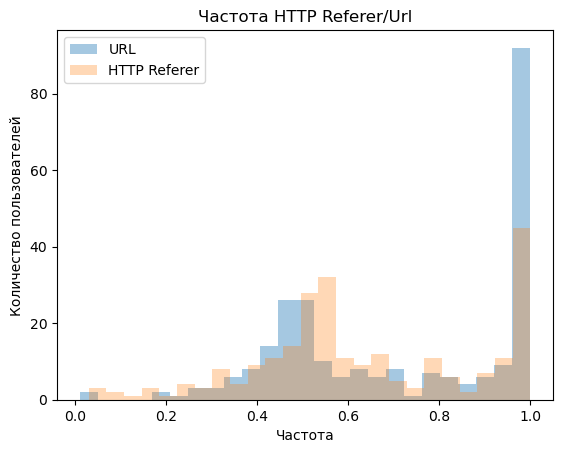 Частота HTTP Referer/Url
URL
HTTP Referer
Количество пользователей
80
60
40
20
0
0.0 0.2 0.4 0.6 0.8 1.0
Частота